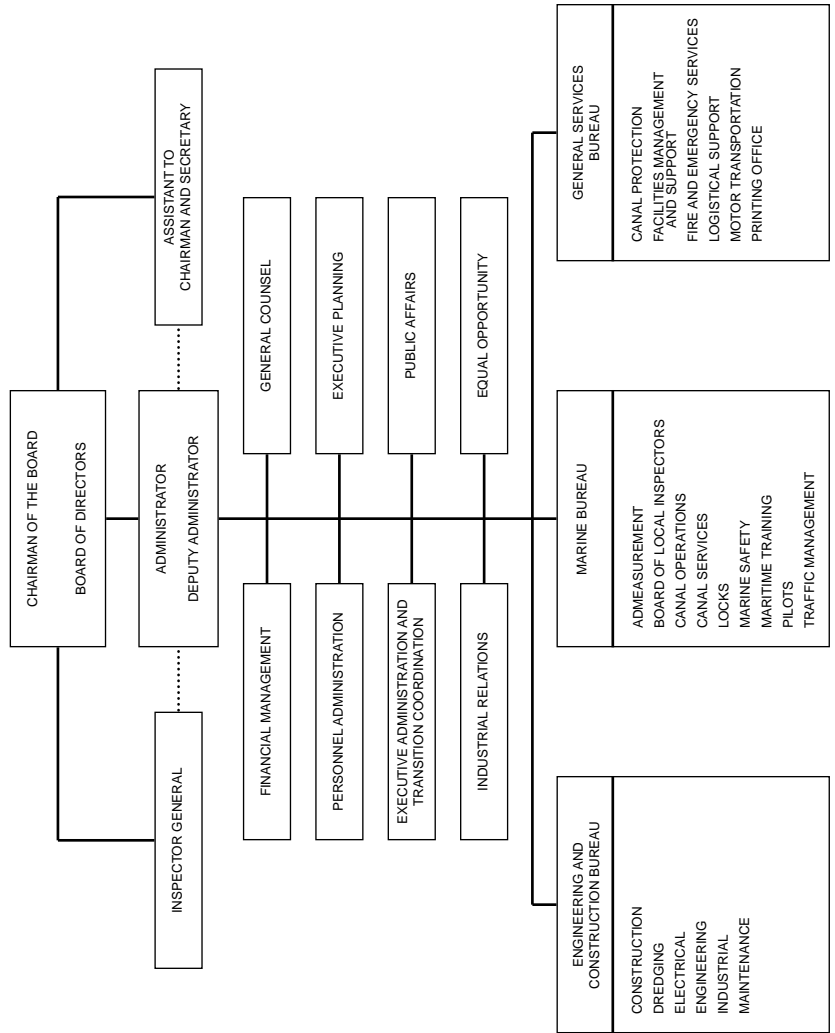 CHAIRMAN OF THE BOARD
BOARD OF DIRECTORS
INSPECTOR GENERAL
ADMINISTRATOR
DEPUTY ADMINISTRATOR
ASSISTANT TO
CHAIRMAN AND SECRETARY
FINANCIAL MANAGEMENT
GENERAL COUNSEL
PERSONNEL ADMINISTRATION
EXECUTIVE PLANNING
EXECUTIVE ADMINISTRATION AND
TRANSITION COORDINATION
PUBLIC AFFAIRS
INDUSTRIAL RELATIONS
EQUAL OPPORTUNITY
ENGINEERING AND
CONSTRUCTION BUREAU
CONSTRUCTION
DREDGING
ELECTRICAL
ENGINEERING
INDUSTRIAL
MAINTENANCE
MARINE BUREAU
ADMEASUREMENT
BOARD OF LOCAL INSPECTORS
CANAL OPERATIONS
CANAL SERVICES
LOCKS
MARINE SAFETY
MARITIME TRAINING
PILOTS
TRAFFIC MANAGEMENT
GENERAL SERVICES
BUREAU
CANAL PROTECTION
FACILITIES MANAGEMENT
AND SUPPORT
FIRE AND EMERGENCY SERVICES
LOGISTICAL SUPPORT
MOTOR TRANSPORTATION
PRINTING OFFICE